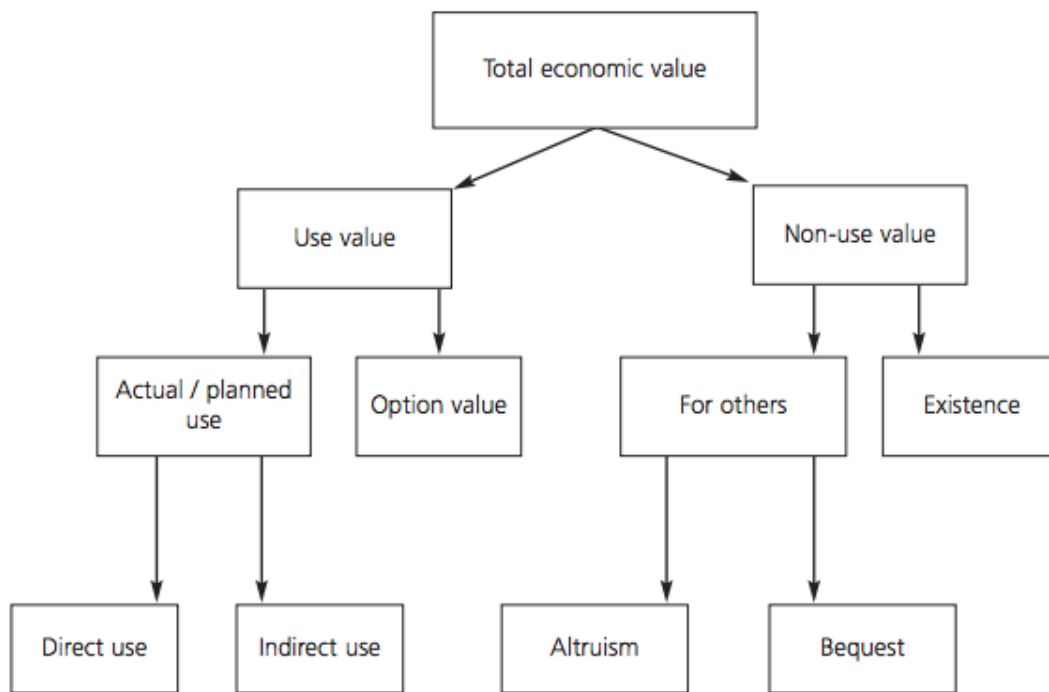 Total economic value
Use value
Non-use value
Actual / planned
use
Option value
For others
Existence
Direct use
Indirect use
Altruism
Bequest